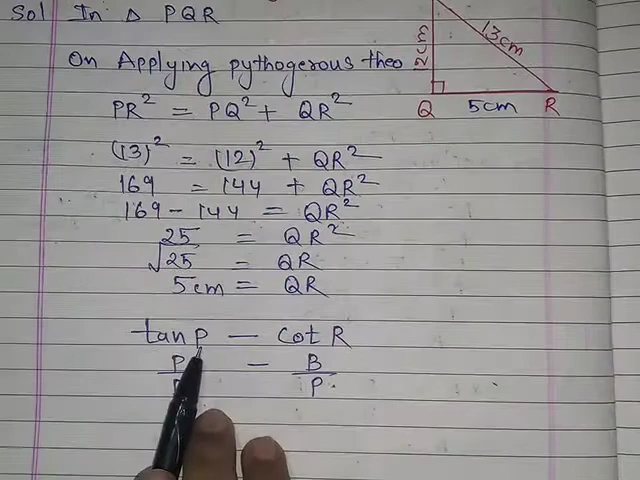 Sol In Δ PQR
On Applying pythogerous theo
PR² = PQ² + QR²
(13)² = (12)² + QR²
169 = 144 + QR²
169 - 144 = QR²
25 = QR²
√25 = QR
5cm = QR
tan P — Cot R
P — B/P
13cm
12cm
Q 5cm R